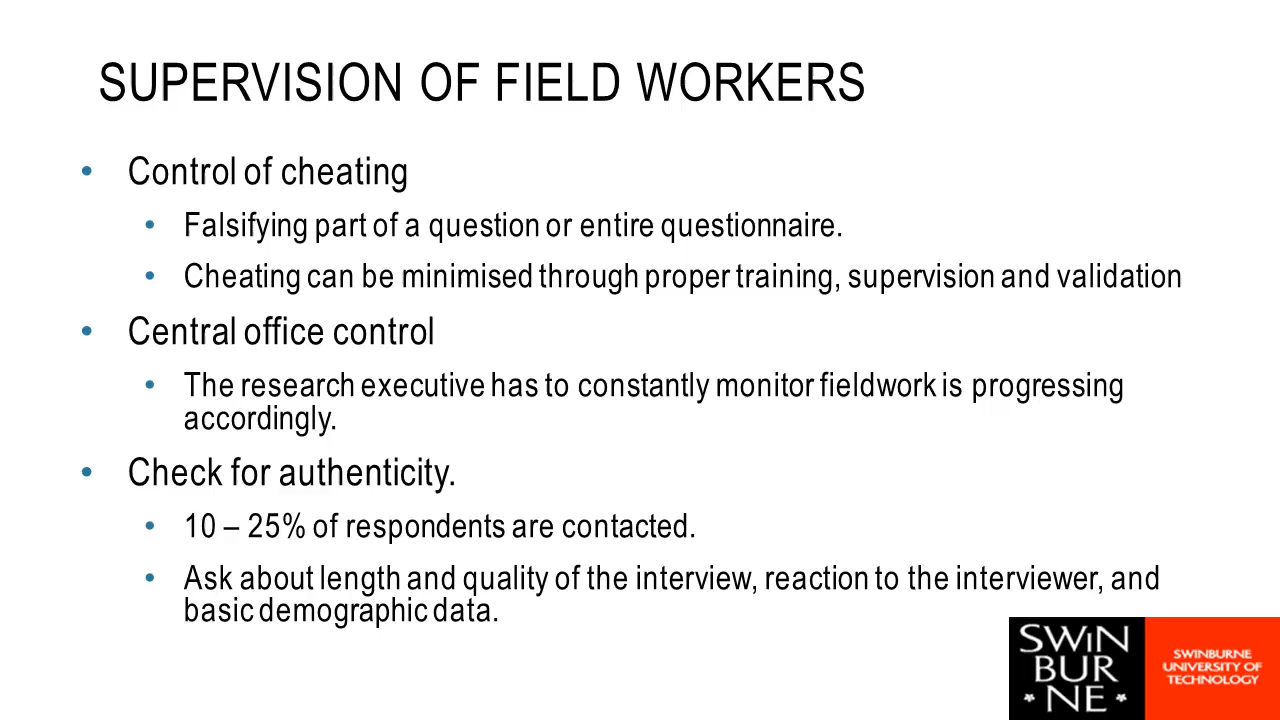 SUPERVISION OF FIELD WORKERS
• Control of cheating
• Falsifying part of a question or entire questionnaire.
• Cheating can be minimised through proper training, supervision and validation
• Central office control
• The research executive has to constantly monitor fieldwork is progressing
accordingly.
• Check for authenticity.
• 10 – 25% of respondents are contacted.
• Ask about length and quality of the interview, reaction to the interviewer, and
basic demographic data.
SWiN
BUR
NE
SWINBURNE
UNIVERSITY OF
TECHNOLOGY